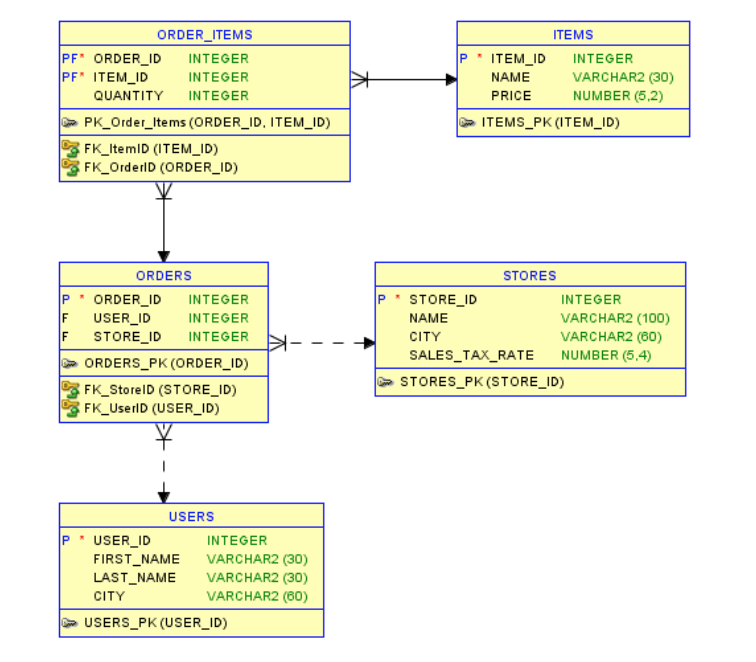 ORDER_ITEMS
PF* ORDER_ID INTEGER
PF* ITEM_ID INTEGER
QUANTITY INTEGER
PK_Order_Items (ORDER_ID, ITEM_ID)
FK_ItemID (ITEM_ID)
FK_OrderID (ORDER_ID)
ITEMS
P * ITEM_ID INTEGER
NAME VARCHAR2 (30)
PRICE NUMBER (5,2)
ITEMS_PK (ITEM_ID)
ORDERS
P * ORDER_ID INTEGER
F USER_ID INTEGER
F STORE_ID INTEGER
ORDERS_PK (ORDER_ID)
FK_StoreID (STORE_ID)
FK_UserID (USER_ID)
STORES
P * STORE_ID INTEGER
NAME VARCHAR2 (100)
CITY VARCHAR2 (60)
SALES_TAX_RATE NUMBER (5,4)
STORES_PK (STORE_ID)
USERS
P * USER_ID INTEGER
FIRST_NAME VARCHAR2 (30)
LAST_NAME VARCHAR2 (30)
CITY VARCHAR2 (60)
USERS_PK (USER_ID)